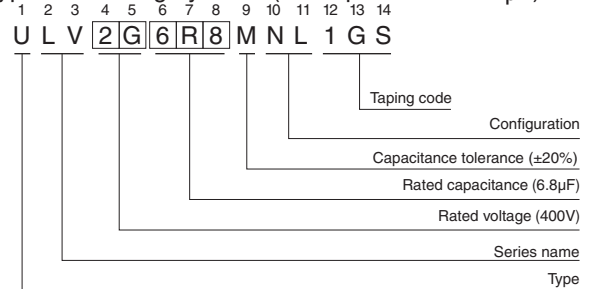 1 2 3 4 5 6 7 8 9 10 11 12 13 14
U L V 2 G 6 R 8 M N L 1 G S
Taping code
Configuration
Capacitance tolerance (±20%)
Rated capacitance (6.8µF)
Rated voltage (400V)
Series name
Type